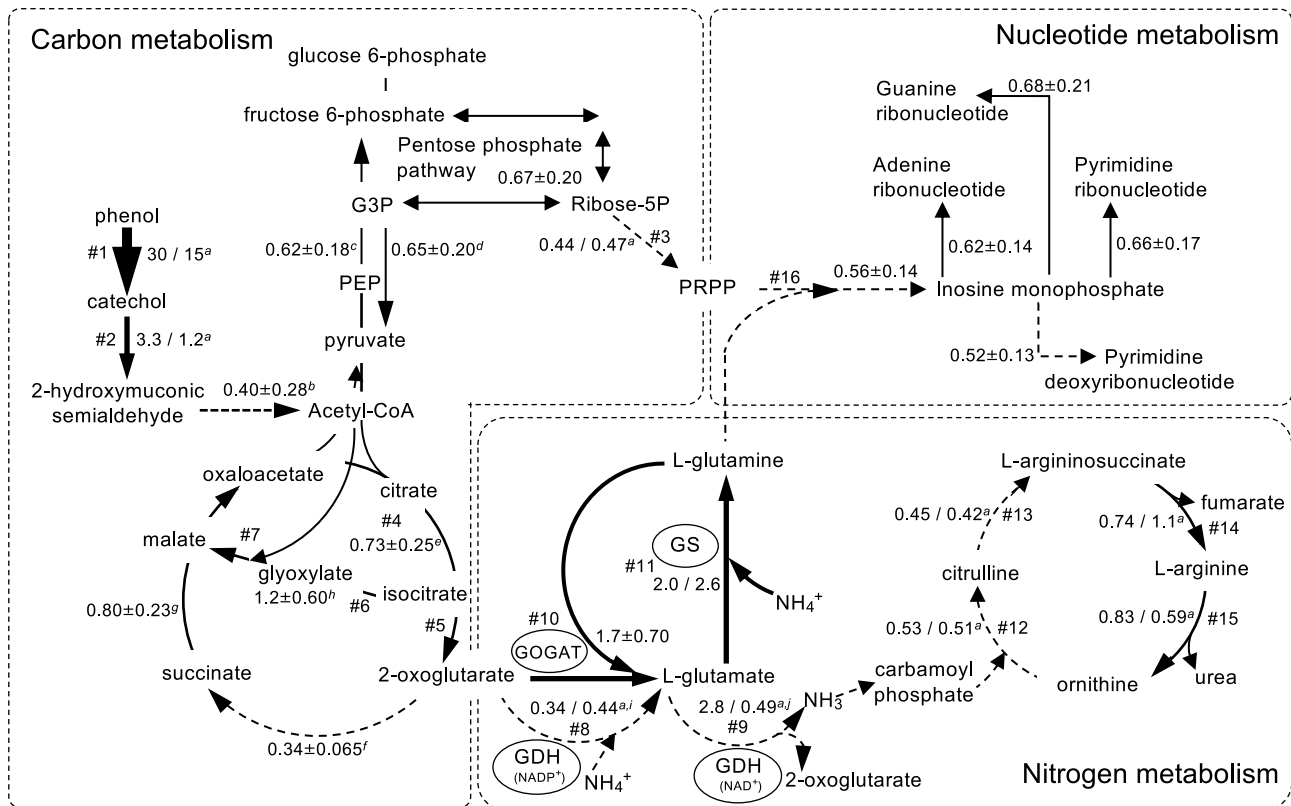 Carbon metabolism
glucose 6-phosphate
fructose 6-phosphate
Pentose phosphate
pathway
0.67±0.20
G3P
Ribose-5P
phenol
#1
30 / 15a
0.62±0.18c
0.65±0.20d
0.44 / 0.47a
#3
PEP
catechol
PRPP
#2
3.3 / 1.2a
pyruvate
2-hydroxymuconic
semialdehyde
0.40±0.28b
Acetyl-CoA
oxaloacetate
citrate
#4
0.73±0.25e
malate
#7
glyoxylate
1.2±0.60h
#6
isocitrate
#5
0.80±0.23g
succinate
2-oxoglutarate
0.34±0.065f
Nucleotide metabolism
Guanine
ribonucleotide
0.68±0.21
Adenine
ribonucleotide
Pyrimidine
ribonucleotide
0.62±0.14
0.66±0.17
#16
0.56±0.14
Inosine monophosphate
0.52±0.13
Pyrimidine
deoxyribonucleotide
L-glutamine
L-argininosuccinate
fumarate
0.45 / 0.42a
#13
0.74 / 1.1a
#14
GS
#11
2.0 / 2.6
NH4+
citrulline
L-arginine
#10
GOGAT
1.7±0.70
0.53 / 0.51a
#12
0.83 / 0.59a
#15
L-glutamate
carbamoyl
phosphate
ornithine
urea
NH3
0.34 / 0.44a,i
#8
2.8 / 0.49a,j
#9
GDH
(NADP+)
NH4+
GDH
(NAD+)
2-oxoglutarate
Nitrogen metabolism